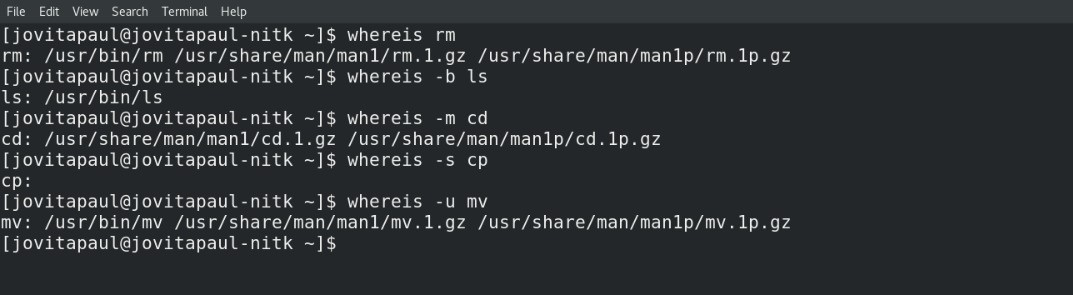 File Edit View Search Terminal Help
[jovitapaul@jovitapaul-nitk ~]$ whereis rm
rm: /usr/bin/rm /usr/share/man/man1/rm.1.gz /usr/share/man/man1p/rm.1p.gz
[jovitapaul@jovitapaul-nitk ~]$ whereis -b ls
ls: /usr/bin/ls
[jovitapaul@jovitapaul-nitk ~]$ whereis -m cd
cd: /usr/share/man/man1/cd.1.gz /usr/share/man/man1p/cd.1p.gz
[jovitapaul@jovitapaul-nitk ~]$ whereis -s cp
cp:
[jovitapaul@jovitapaul-nitk ~]$ whereis -u mv
mv: /usr/bin/mv /usr/share/man/man1/mv.1.gz /usr/share/man/man1p/mv.1p.gz
[jovitapaul@jovitapaul-nitk ~]$